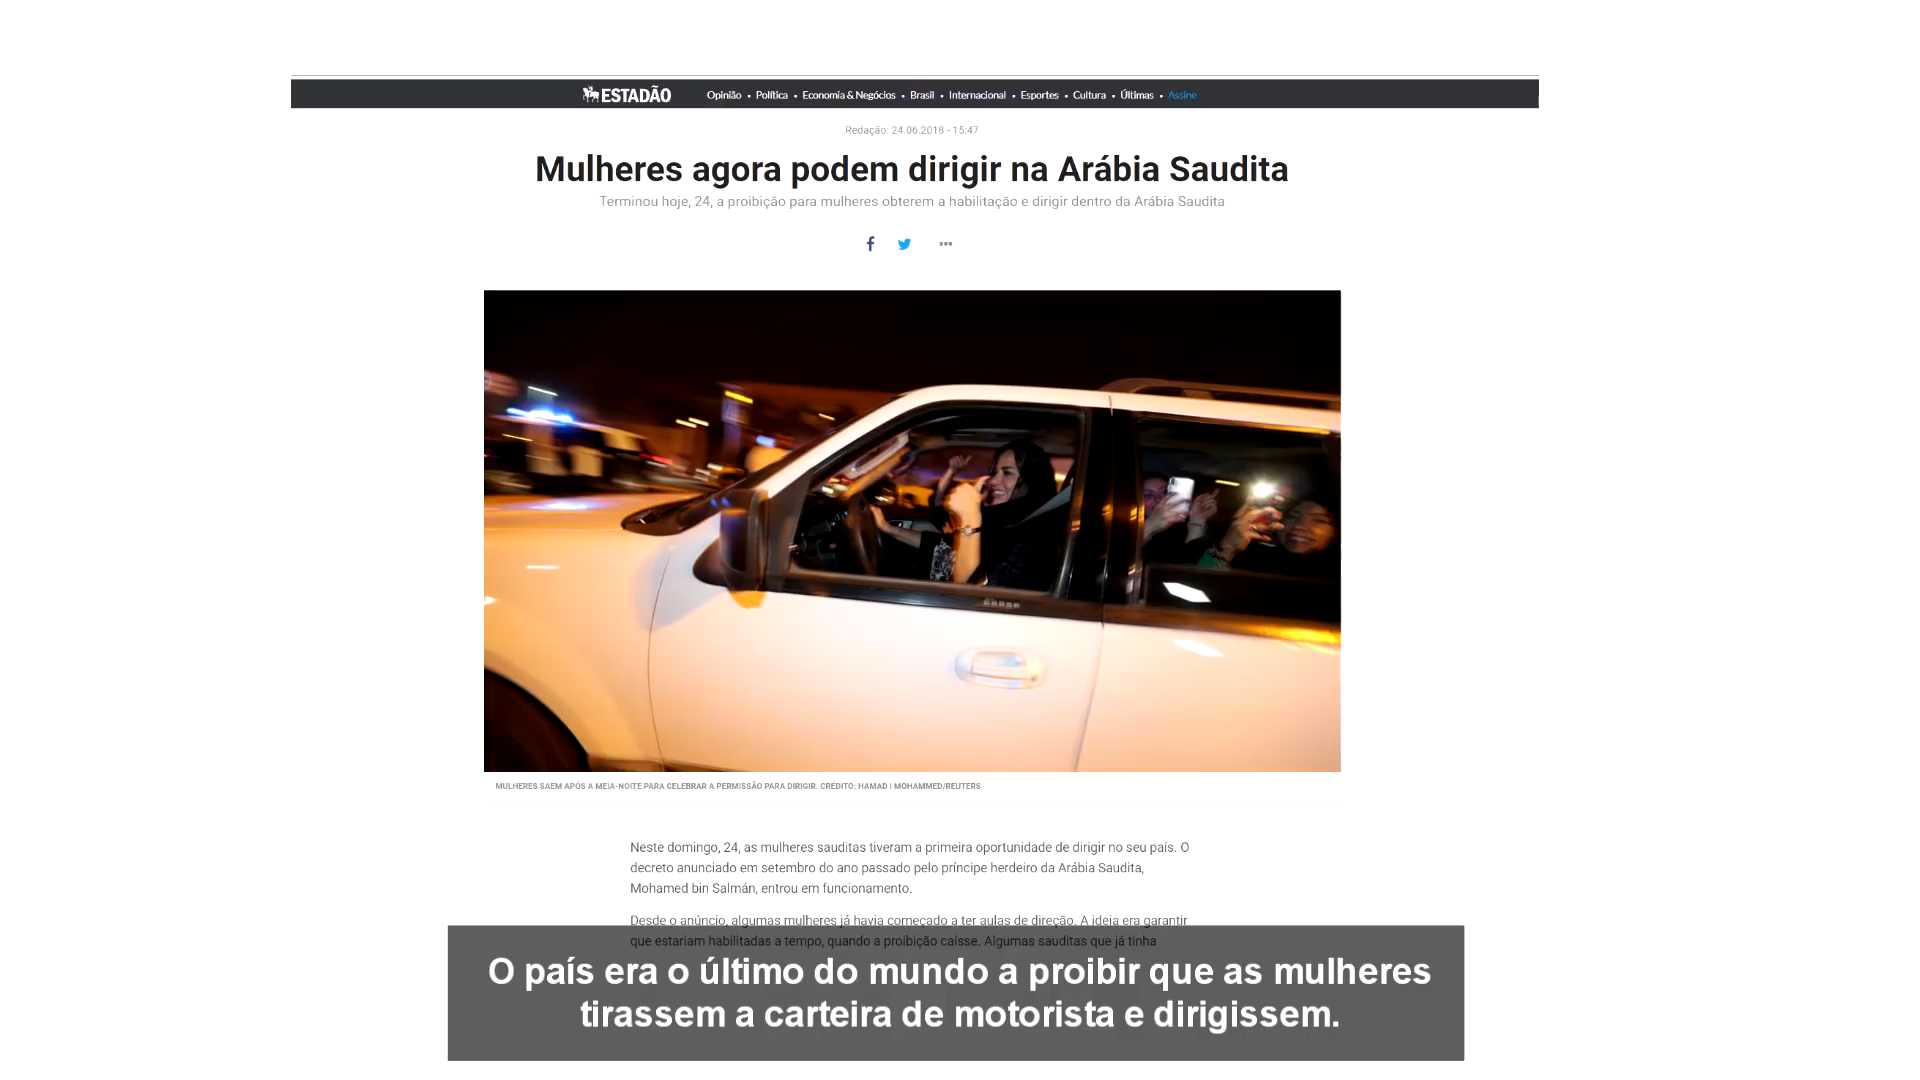 ESTADÃO
Opinião • Política • Economia & Negócios • Brasil • Internacional • Esportes • Cultura • Últimas • Assine
Redação: 24.06.2018 - 15:47
Mulheres agora podem dirigir na Arábia Saudita
Terminou hoje, 24, a proibição para mulheres obterem a habilitação e dirigir dentro da Arábia Saudita
MULHERES SAEM APÓS A MEIA-NOITE PARA CELEBRAR A PERMISSÃO PARA DIRIGIR. CRÉDITO: HAMAD I MOHAMMED/REUTERS
Neste domingo, 24, as mulheres sauditas tiveram a primeira oportunidade de dirigir no seu país. O
decreto anunciado em setembro do ano passado pelo príncipe herdeiro da Arábia Saudita,
Mohamed bin Salmán, entrou em funcionamento.
Desde o anúncio, algumas mulheres já havia começado a ter aulas de direção. A ideia era garantir
que estariam habilitadas a tempo, quando a proibição caísse. Algumas sauditas que já tinha
O país era o último do mundo a proibir que as mulheres
tirassem a carteira de motorista e dirigissem.